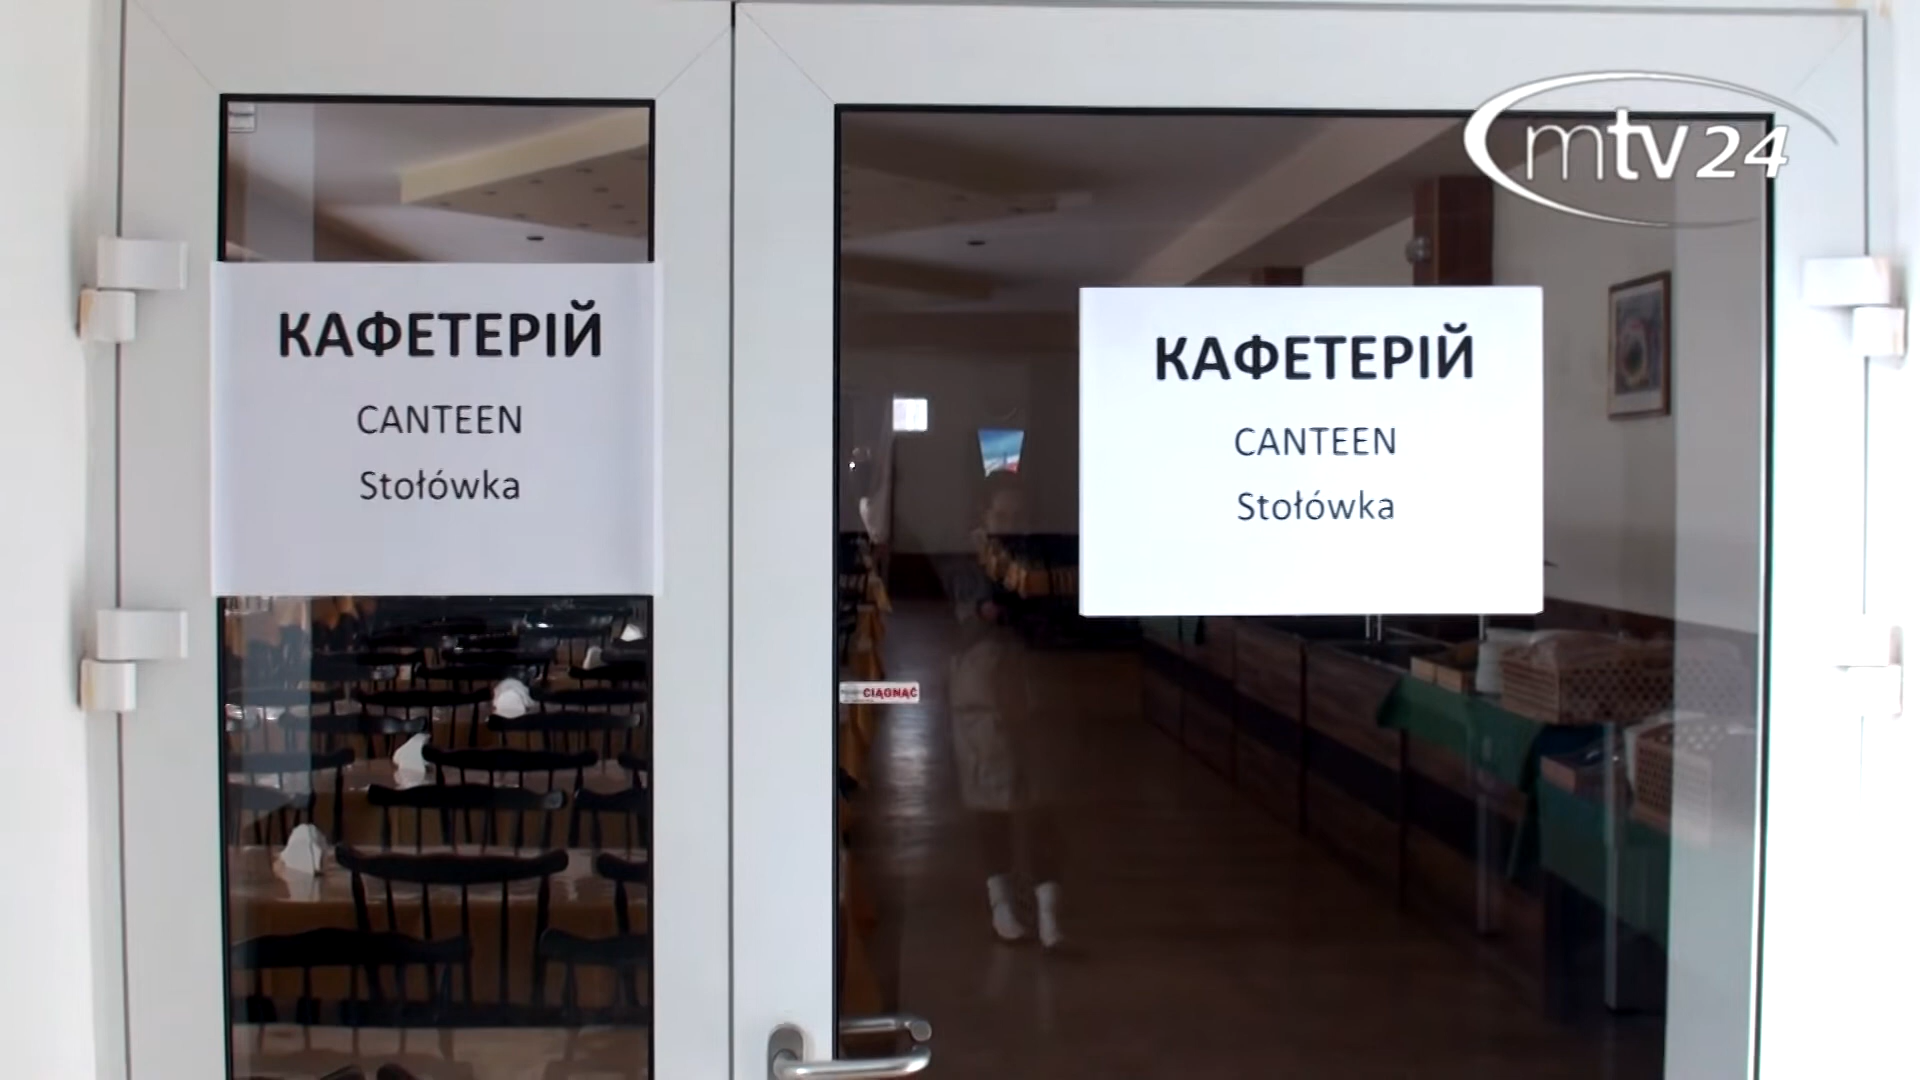 mtv24
КАФЕТЕРІЙ
CANTEEN
Stołówka
КАФЕТЕРІЙ
CANTEEN
Stołówka
CIĄGNĄĆ